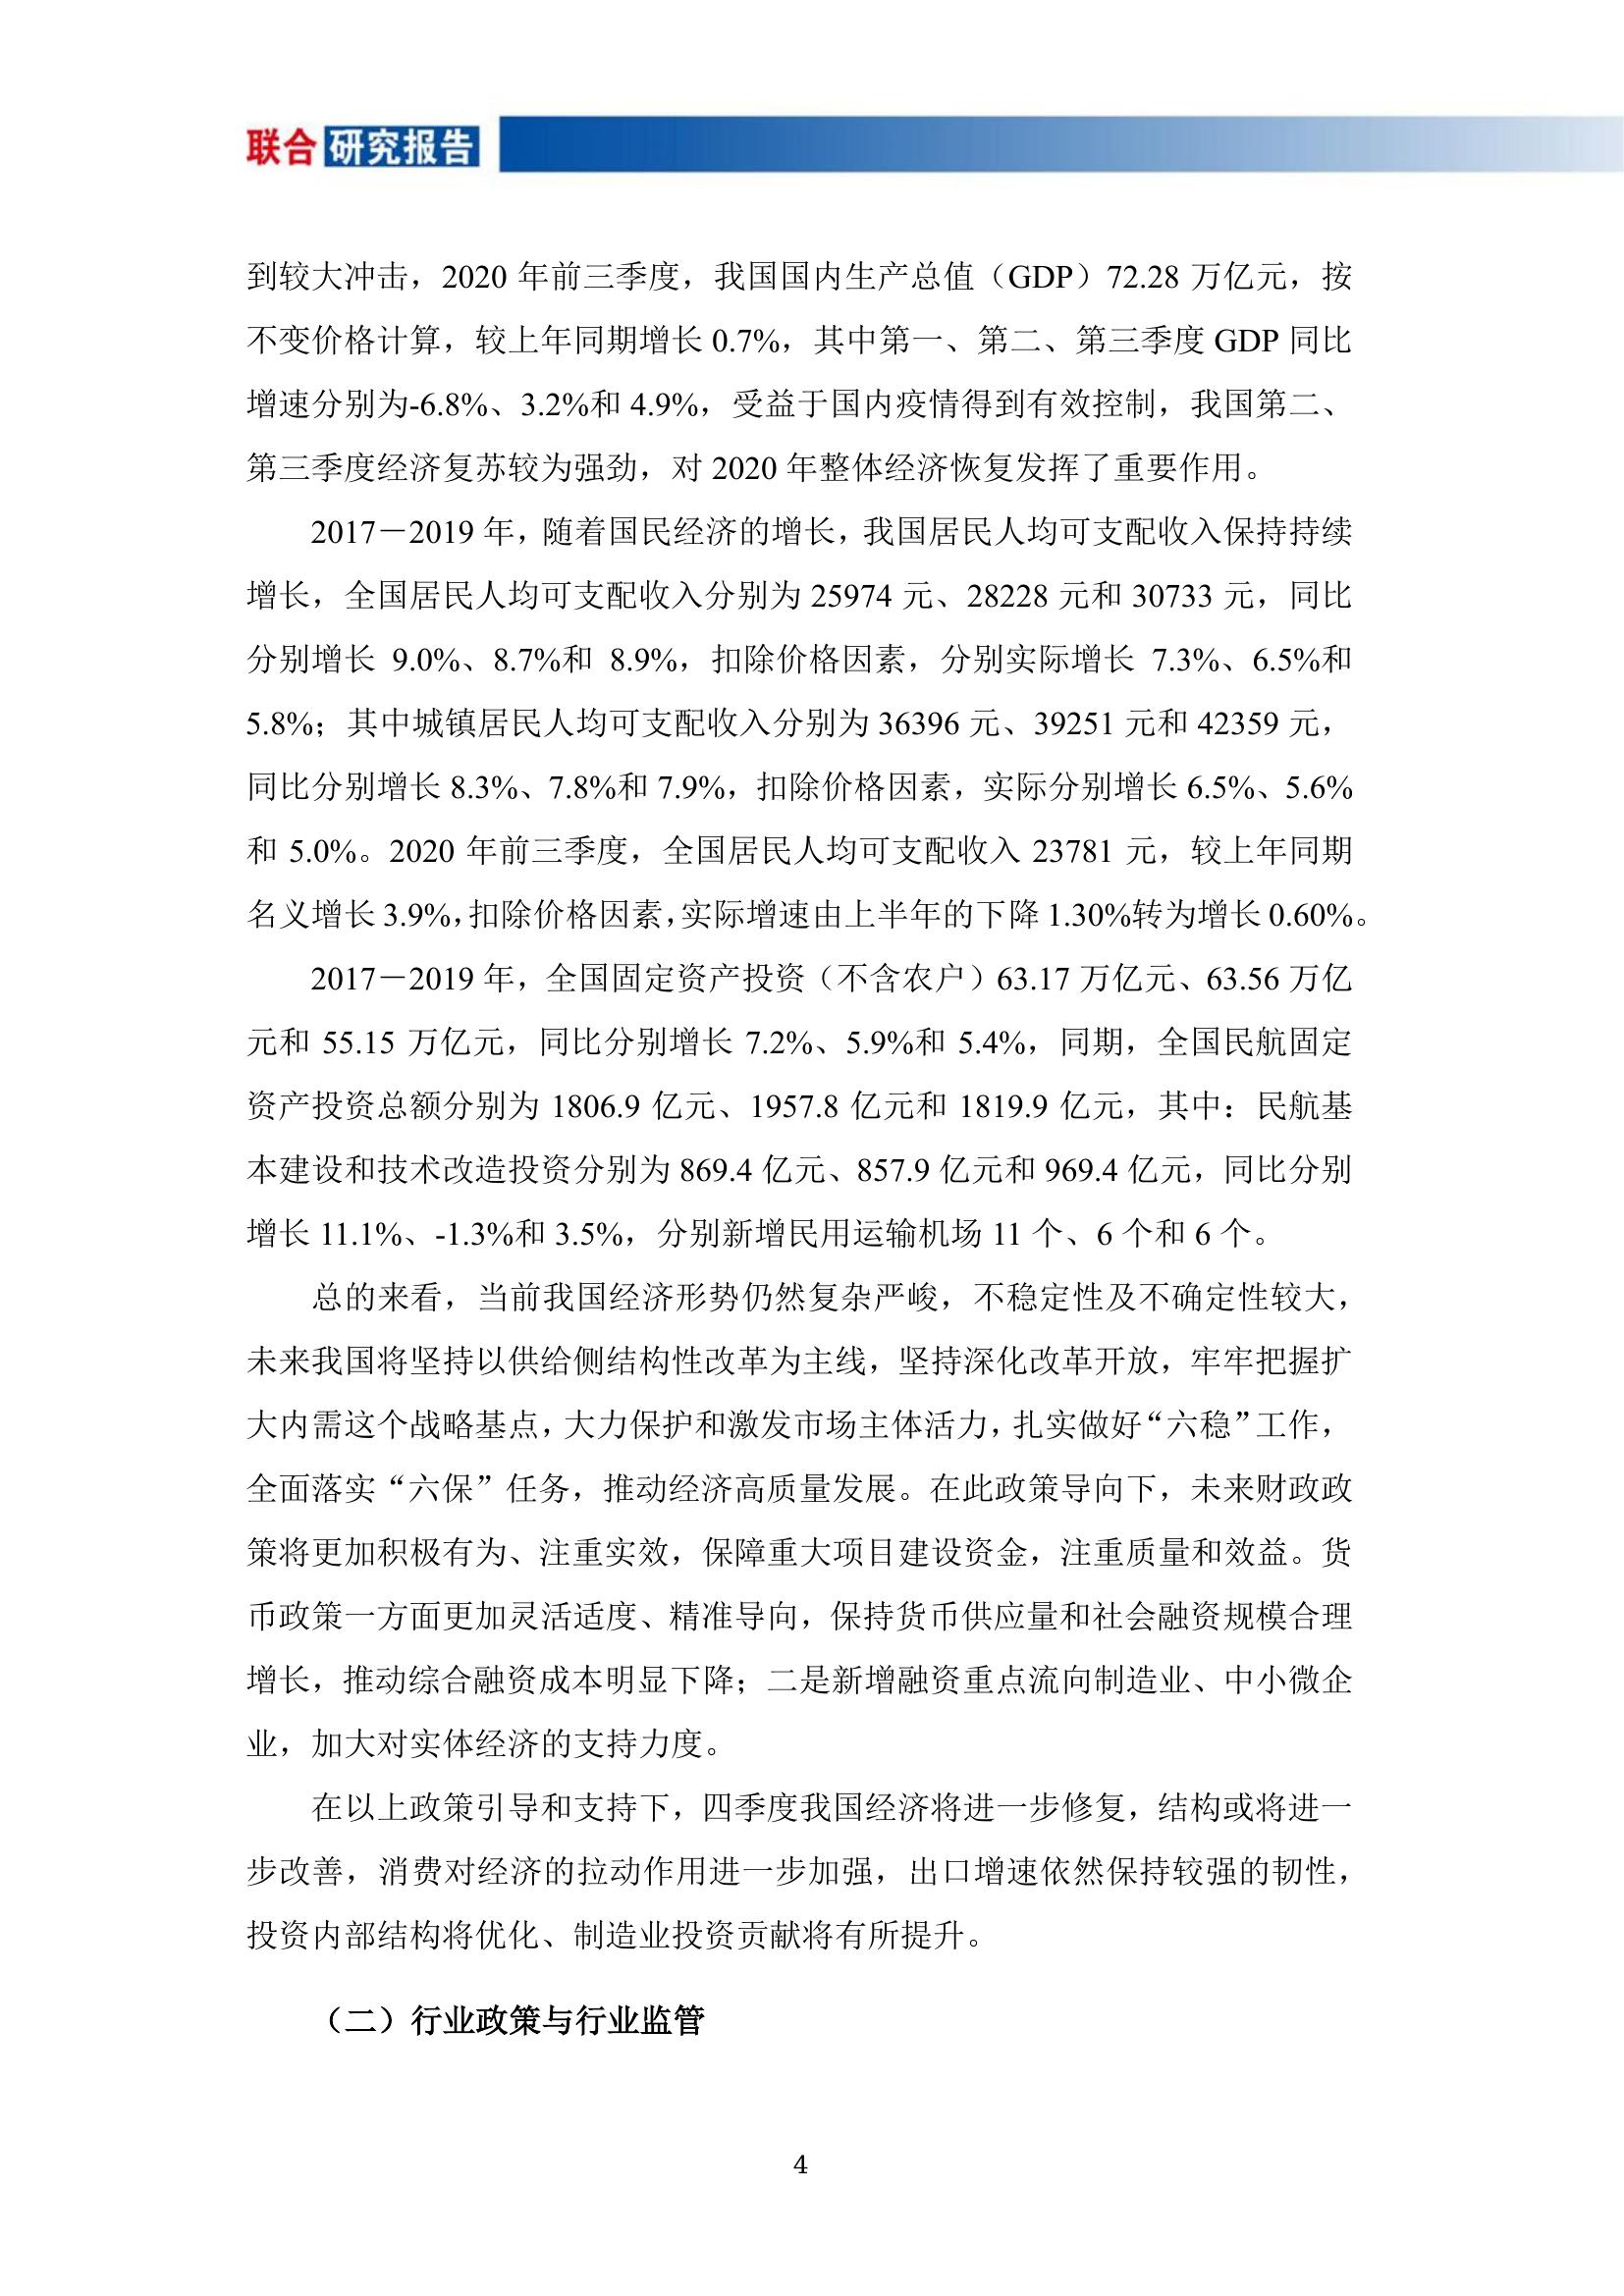 联合研究报告
到较大冲击，2020 年前三季度，我国国内生产总值（GDP）72.28 万亿元，按
不变价格计算，较上年同期增长 0.7%，其中第一、第二、第三季度 GDP 同比
增速分别为-6.8%、3.2%和 4.9%，受益于国内疫情得到有效控制，我国第二、
第三季度经济复苏较为强劲，对 2020 年整体经济恢复发挥了重要作用。
2017－2019 年，随着国民经济的增长，我国居民人均可支配收入保持持续
增长，全国居民人均可支配收入分别为 25974 元、28228 元和 30733 元，同比
分别增长 9.0%、8.7%和 8.9%，扣除价格因素，分别实际增长 7.3%、6.5%和
5.8%；其中城镇居民人均可支配收入分别为 36396 元、39251 元和 42359 元，
同比分别增长 8.3%、7.8%和 7.9%，扣除价格因素，实际分别增长 6.5%、5.6%
和 5.0%。2020 年前三季度，全国居民人均可支配收入 23781 元，较上年同期
名义增长 3.9%，扣除价格因素，实际增速由上半年的下降 1.30%转为增长 0.60%。
2017－2019 年，全国固定资产投资（不含农户）63.17 万亿元、63.56 万亿
元和 55.15 万亿元，同比分别增长 7.2%、5.9%和 5.4%，同期，全国民航固定
资产投资总额分别为 1806.9 亿元、1957.8 亿元和 1819.9 亿元，其中：民航基
本建设和技术改造投资分别为 869.4 亿元、857.9 亿元和 969.4 亿元，同比分别
增长 11.1%、-1.3%和 3.5%，分别新增民用运输机场 11 个、6 个和 6 个。
总的来看，当前我国经济形势仍然复杂严峻，不稳定性及不确定性较大，
未来我国将坚持以供给侧结构性改革为主线，坚持深化改革开放，牢牢把握扩
大内需这个战略基点，大力保护和激发市场主体活力，扎实做好“六稳”工作，
全面落实“六保”任务，推动经济高质量发展。在此政策导向下，未来财政政
策将更加积极有为、注重实效，保障重大项目建设资金，注重质量和效益。货
币政策一方面更加灵活适度、精准导向，保持货币供应量和社会融资规模合理
增长，推动综合融资成本明显下降；二是新增融资重点流向制造业、中小微企
业，加大对实体经济的支持力度。
在以上政策引导和支持下，四季度我国经济将进一步修复，结构或将进一
步改善，消费对经济的拉动作用进一步加强，出口增速依然保持较强的韧性，
投资内部结构将优化、制造业投资贡献将有所提升。
（二）行业政策与行业监管
4